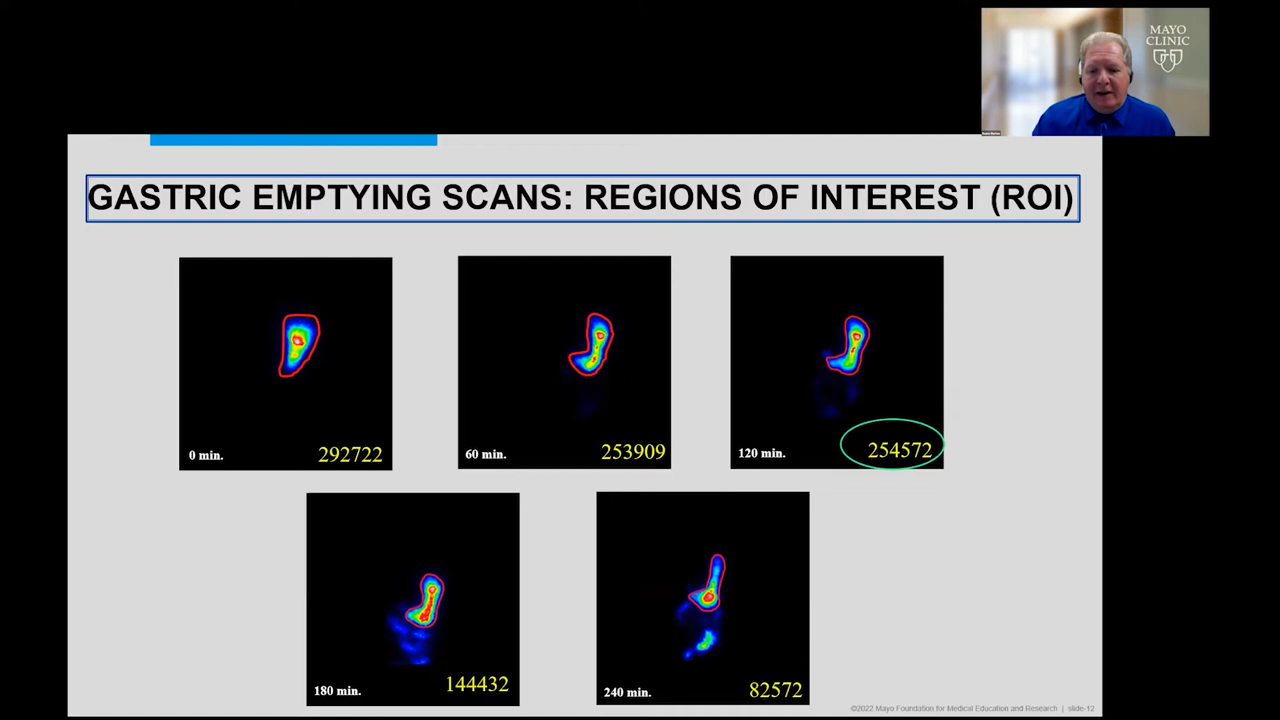 MAYO
CLINIC
GASTRIC EMPTYING SCANS: REGIONS OF INTEREST (ROI)
0 min.
292722
60 min.
253909
120 min.
254572
180 min.
144432
240 min.
82572
©2022 Mayo Foundation for Medical Education and Research | slide-12